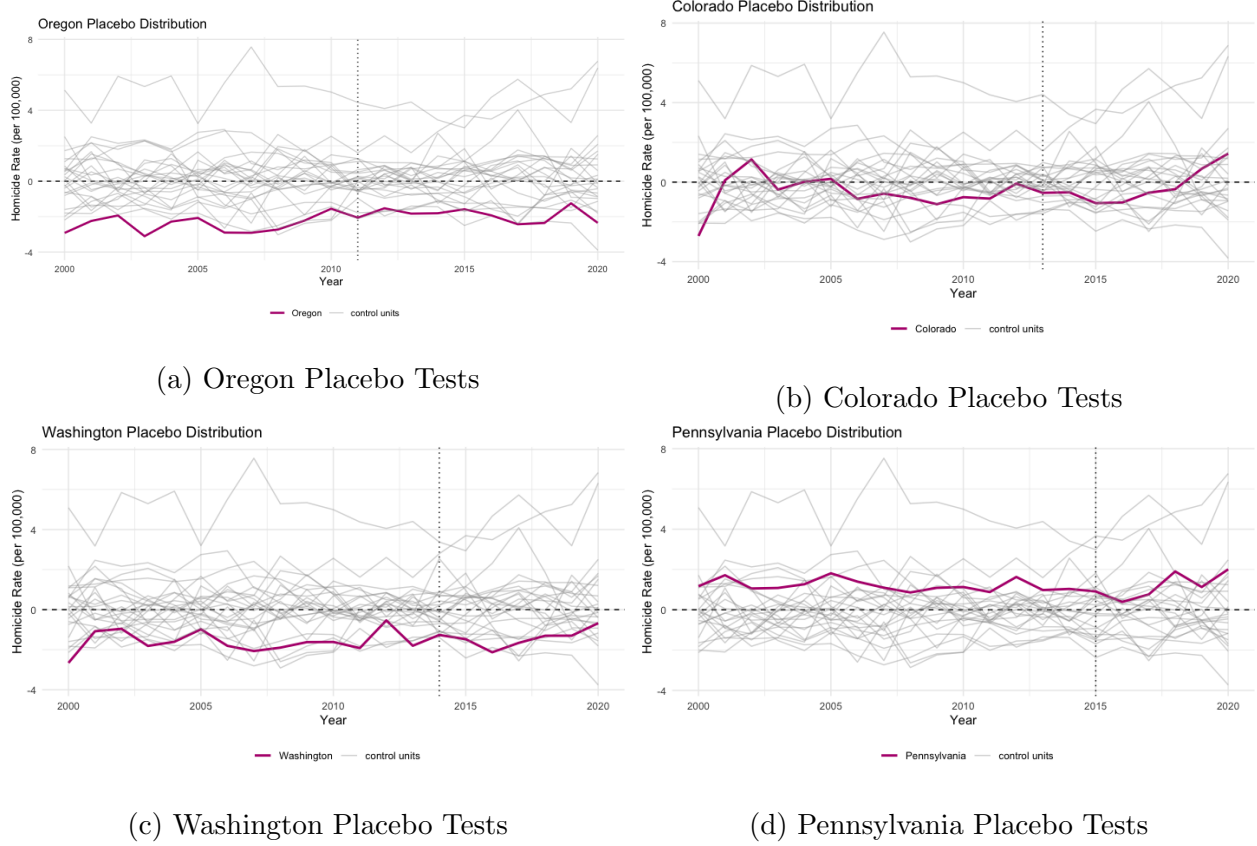 Oregon Placebo Distribution
Homicide Rate (per 100,000)
8
4
0
-4
2000 2005 2010 2015 2020
Year
Oregon control units
(a) Oregon Placebo Tests
Colorado Placebo Distribution
Homicide Rate (per 100,000)
8
4
0
-4
2000 2005 2010 2015 2020
Year
Colorado control units
(b) Colorado Placebo Tests
Washington Placebo Distribution
Homicide Rate (per 100,000)
8
4
0
-4
2000 2005 2010 2015 2020
Year
Washington control units
(c) Washington Placebo Tests
Pennsylvania Placebo Distribution
Homicide Rate (per 100,000)
8
4
0
-4
2000 2005 2010 2015 2020
Year
Pennsylvania control units
(d) Pennsylvania Placebo Tests